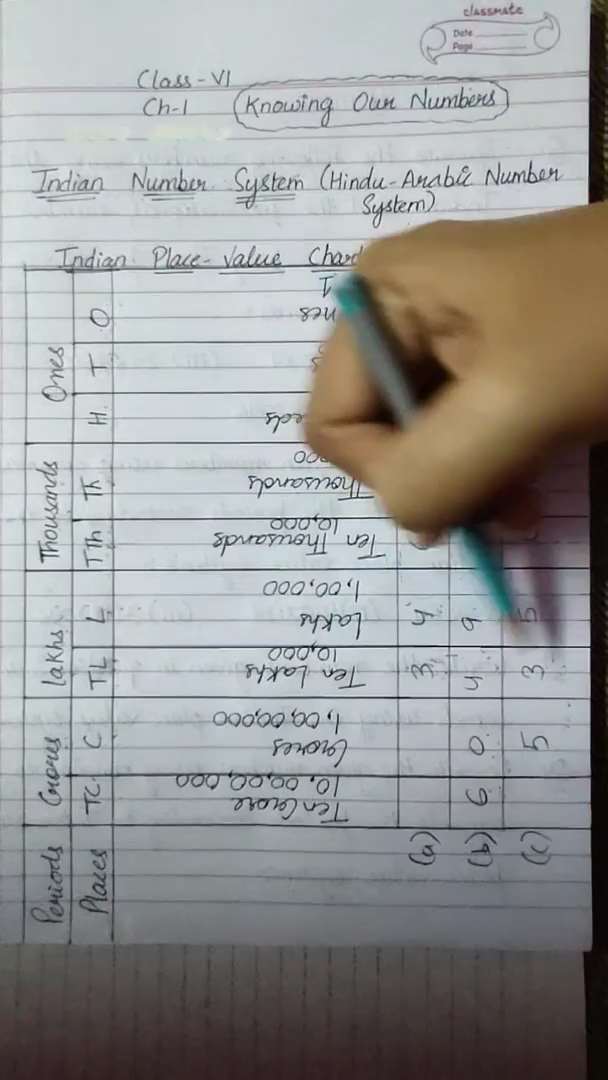 classmate
Date
Page
Class-VI
Ch-1 Knowing Our Numbers
Indian Number System (Hindu-Arabic Number
System)
Indian Place-Value
Periods Crores Lakhs Thousands Ones
Places TC C TL L TTh Th H T O
Ten Crore
10,00,00,000
Crores
1,00,00,000
Ten Lakhs
10,000
Lakhs
1,00,000
Ten Thousands
10,000
Thousands
1
(a) 3
(b) 6 0 4 9
(c) 5 3 5